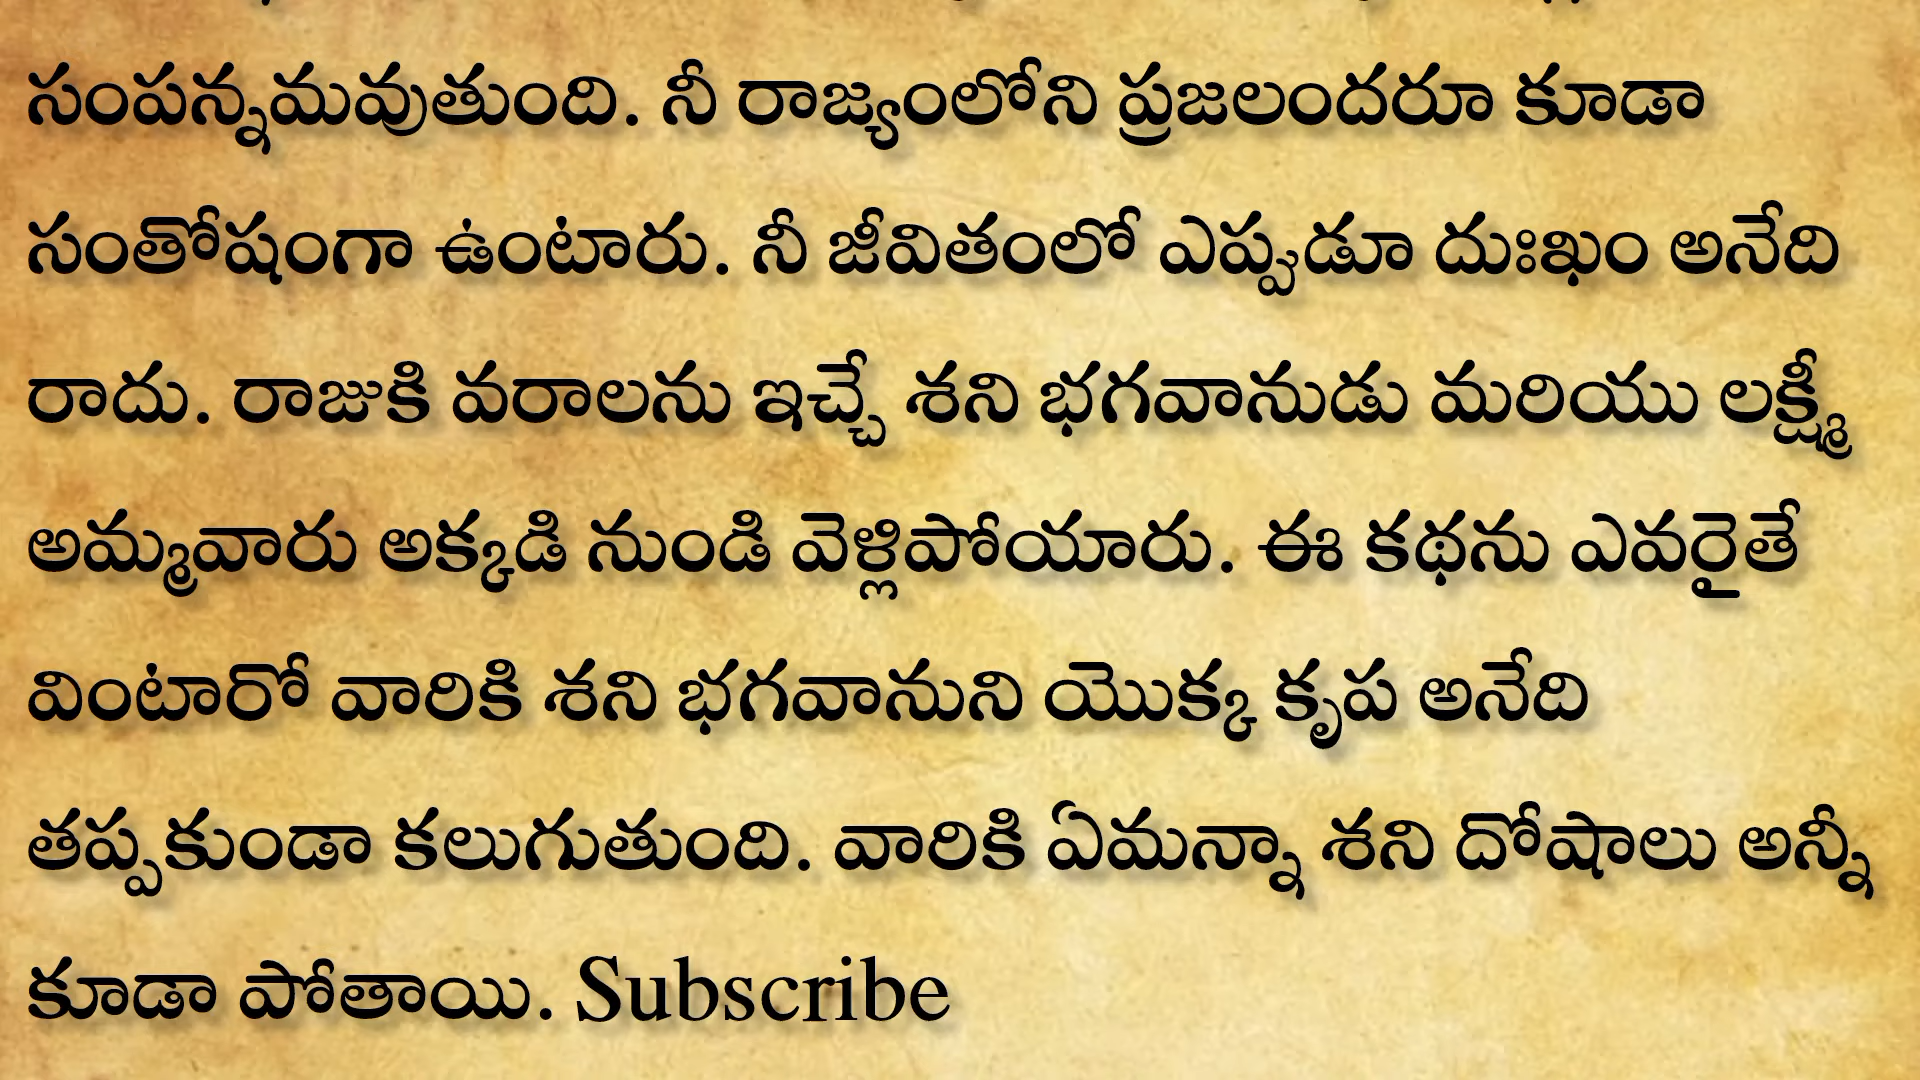 సంపన్నమవుతుంది. నీ రాజ్యంలోని ప్రజలందరూ కూడా
సంతోషంగా ఉంటారు. నీ జీవితంలో ఎప్పుడూ దుఃఖం అనేది
రాదు. రాజుకి వరాలను ఇచ్చే శని భగవానుడు మరియు లక్ష్మీ
అమ్మవారు అక్కడి నుండి వెళ్లిపోయారు. ఈ కథను ఎవరైతే
వింటారో వారికి శని భగవానుని యొక్క కృప అనేది
తప్పకుండా కలుగుతుంది. వారికి ఏమన్నా శని దోషాలు అన్నీ
కూడా పోతాయి. Subscribe